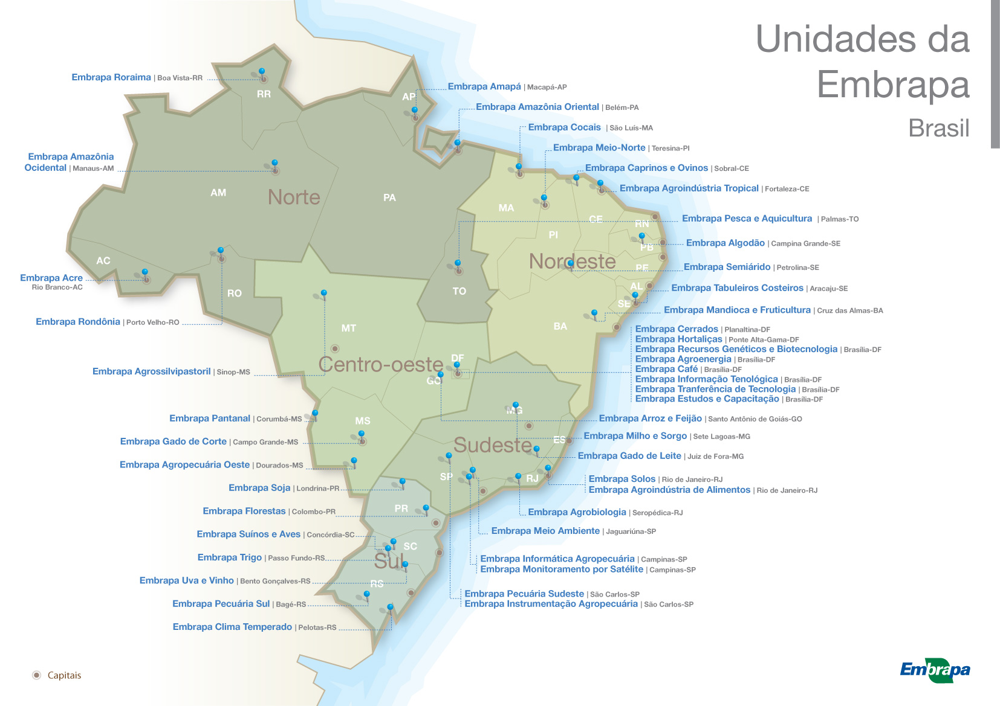 Unidades da
Embrapa
Brasil
Embrapa Roraima | Boa Vista-RR
Embrapa Amazônia
Ocidental | Manaus-AM
Embrapa Acre
Rio Branco-AC
Embrapa Rondônia | Porto Velho-RO
Embrapa Agrossilvipastoril | Sinop-MS
Embrapa Pantanal | Corumbá-MS
Embrapa Gado de Corte | Campo Grande-MS
Embrapa Agropecuária Oeste | Dourados-MS
Embrapa Soja | Londrina-PR
Embrapa Florestas | Colombo-PR
Embrapa Suínos e Aves | Concórdia-SC
Embrapa Trigo | Passo Fundo-RS
Embrapa Uva e Vinho | Bento Gonçalves-RS
Embrapa Pecuária Sul | Bagé-RS
Embrapa Clima Temperado | Pelotas-RS
Embrapa Amapá | Macapá-AP
Embrapa Amazônia Oriental | Belém-PA
Embrapa Cocais | São Luís-MA
Embrapa Meio-Norte | Teresina-PI
Embrapa Caprinos e Ovinos | Sobral-CE
Embrapa Agroindústria Tropical | Fortaleza-CE
Embrapa Pesca e Aquicultura | Palmas-TO
Embrapa Algodão | Campina Grande-SE
Embrapa Semiárido | Petrolina-SE
Embrapa Tabuleiros Costeiros | Aracaju-SE
Embrapa Mandioca e Fruticultura | Cruz das Almas-BA
Embrapa Cerrados | Planaltina-DF
Embrapa Hortaliças | Ponte Alta-Gama-DF
Embrapa Recursos Genéticos e Biotecnologia | Brasília-DF
Embrapa Agroenergia | Brasília-DF
Embrapa Café | Brasília-DF
Embrapa Informação Tenológica | Brasília-DF
Embrapa Tranferência de Tecnologia | Brasília-DF
Embrapa Estudos e Capacitação | Brasília-DF
Embrapa Arroz e Feijão | Santo Antônio de Goiás-GO
Embrapa Milho e Sorgo | Sete Lagoas-MG
Embrapa Gado de Leite | Juiz de Fora-MG
Embrapa Solos | Rio de Janeiro-RJ
Embrapa Agroindústria de Alimentos | Rio de Janeiro-RJ
Embrapa Agrobiologia | Seropédica-RJ
Embrapa Meio Ambiente | Jaguariúna-SP
Embrapa Informática Agropecuária | Campinas-SP
Embrapa Monitoramento por Satélite | Campinas-SP
Embrapa Pecuária Sudeste | São Carlos-SP
Embrapa Instrumentação Agropecuária | São Carlos-SP
RR
AP
AM
Norte
PA
MA
CE
RN
PI
PB
Nordeste
PE
AC
AL
RO
TO
SE
MT
BA
DF
Centro-oeste
GO
MG
MS
ES
Sudeste
SP
RJ
PR
SC
Sul
RS
Capitais
Embrapa